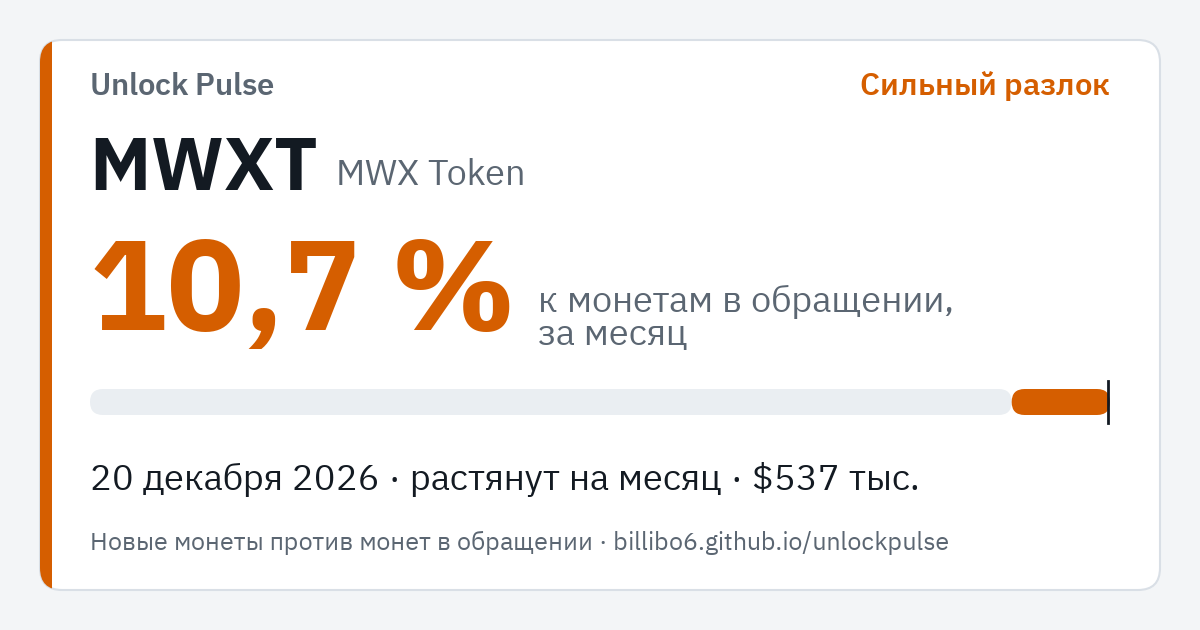 Unlock Pulse
Сильный разлок
MWXT MWX Token
10,7 %
к монетам в обращении,
за месяц
20 декабря 2026 · растянут на месяц · $537 тыс.
Новые монеты против монет в обращении · billibo6.github.io/unlockpulse